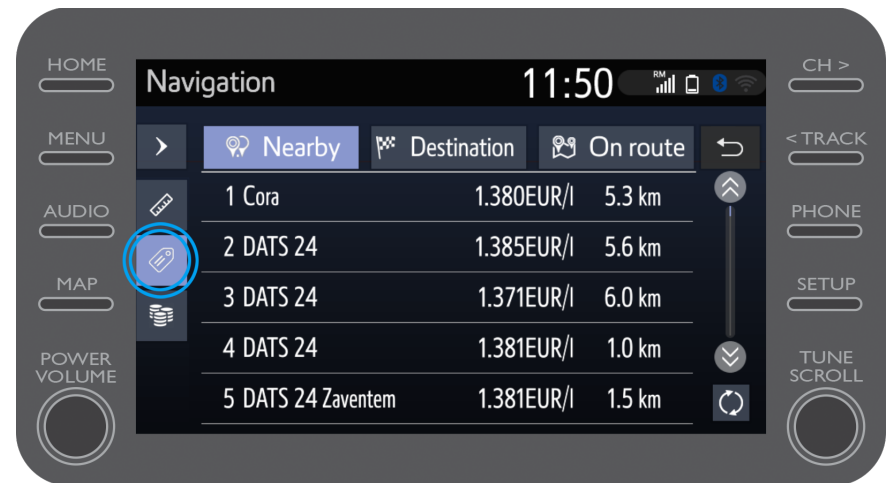 HOME
MENU
AUDIO
MAP
POWER
VOLUME
Navigation 11:50 RM
Nearby Destination On route
1 Cora 1.380EUR/l 5.3 km
2 DATS 24 1.385EUR/l 5.6 km
3 DATS 24 1.371EUR/l 6.0 km
4 DATS 24 1.381EUR/l 1.0 km
5 DATS 24 Zaventem 1.381EUR/l 1.5 km
CH >
< TRACK
PHONE
SETUP
TUNE
SCROLL